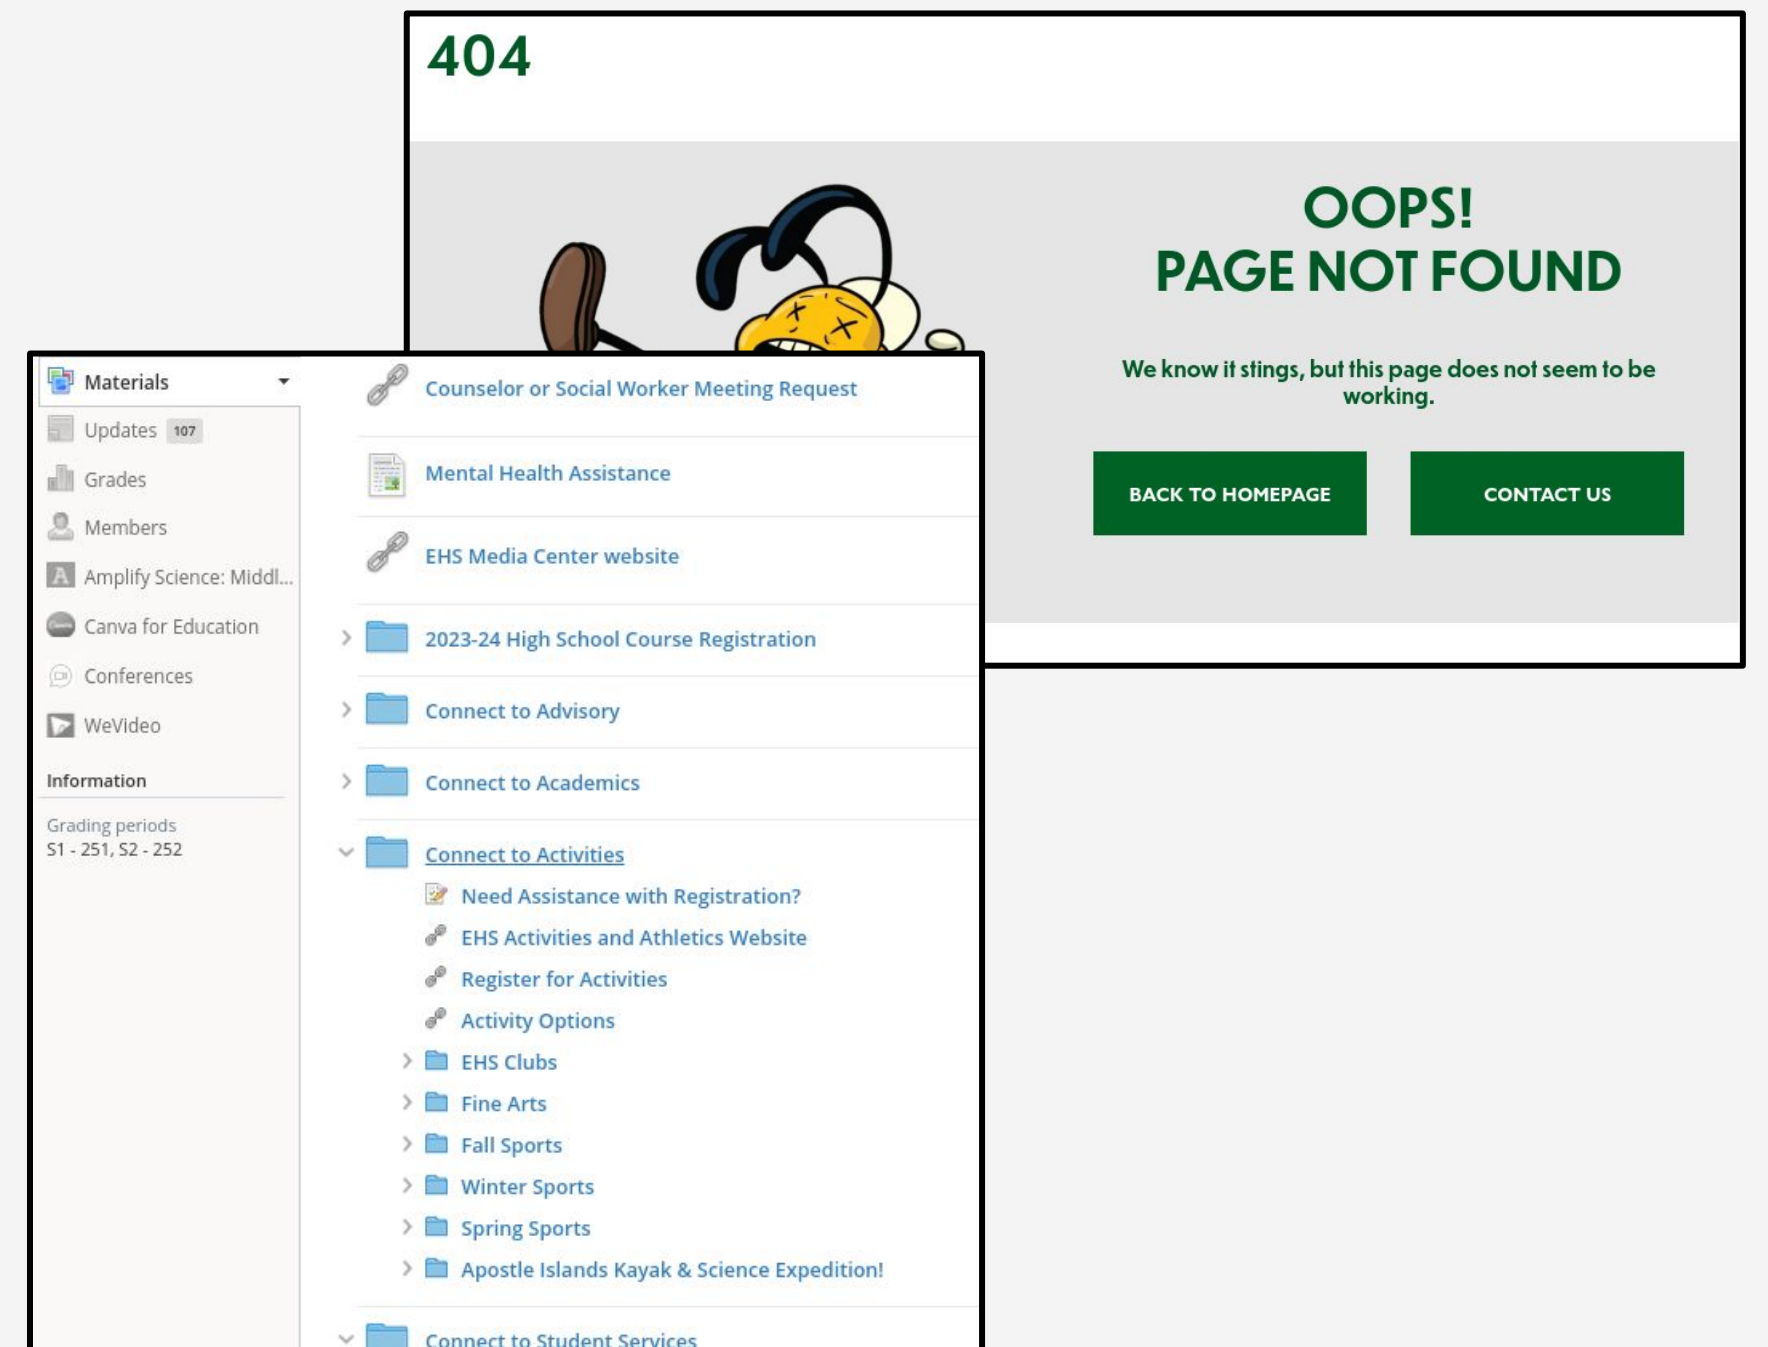 404
OOPS!
PAGE NOT FOUND
We know it stings, but this page does not seem to be
working.
BACK TO HOMEPAGE
CONTACT US
Materials
Updates 107
Grades
Members
Amplify Science: Middl...
Canva for Education
Conferences
WeVideo
Information
Grading periods
S1 - 251, S2 - 252
Counselor or Social Worker Meeting Request
Mental Health Assistance
EHS Media Center website
2023-24 High School Course Registration
Connect to Advisory
Connect to Academics
Connect to Activities
Need Assistance with Registration?
EHS Activities and Athletics Website
Register for Activities
Activity Options
EHS Clubs
Fine Arts
Fall Sports
Winter Sports
Spring Sports
Apostle Islands Kayak & Science Expedition!
Connect to Student Services